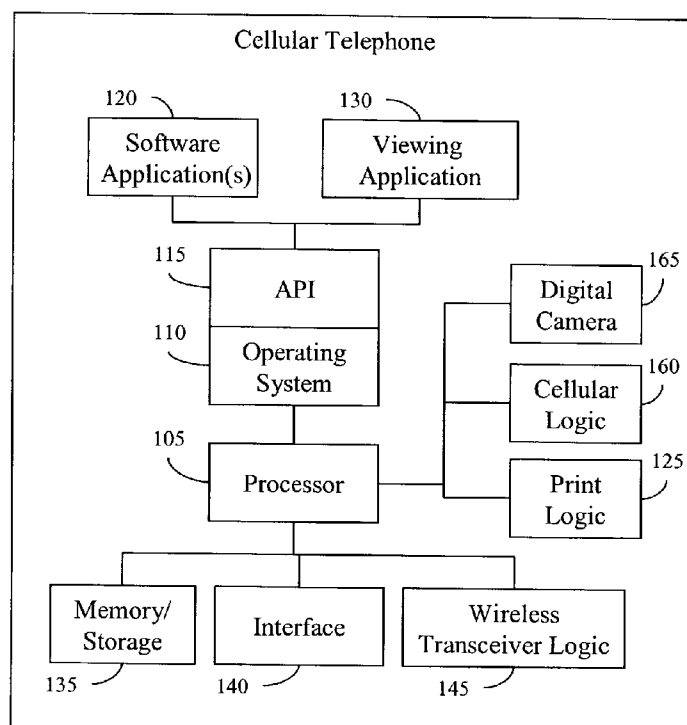 Cellular Telephone
120
130
Software
Application(s)
Viewing
Application
115
API
165
Digital
Camera
110
Operating
System
160
Cellular
Logic
105
Processor
125
Print
Logic
Memory/
Storage
Interface
Wireless
Transceiver Logic
135
140
145